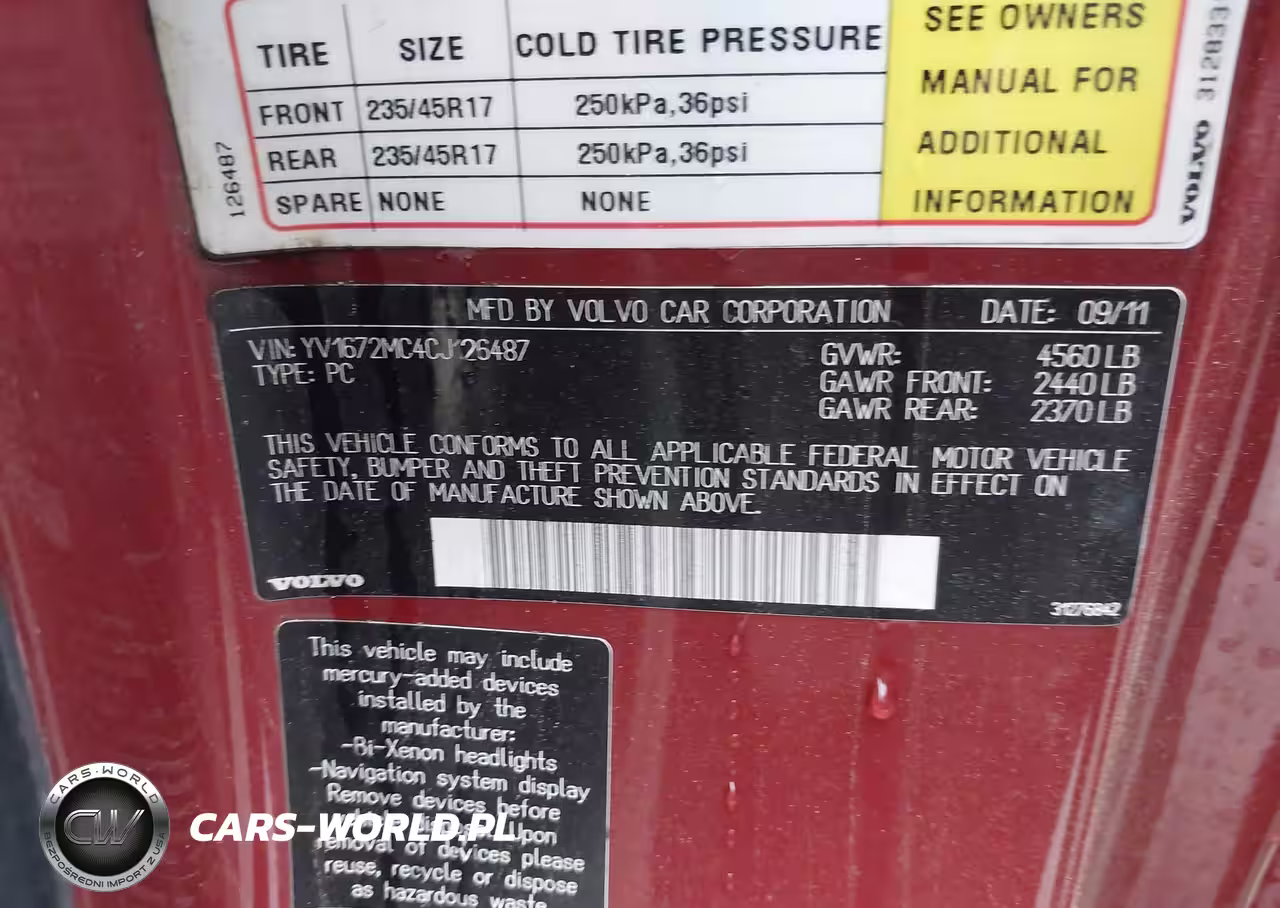 TIRE SIZE COLD TIRE PRESSURE
FRONT 235/45R17 250kPa,36psi
REAR 235/45R17 250kPa,36psi
SPARE NONE NONE
SEE OWNERS
MANUAL FOR
ADDITIONAL
INFORMATION
126487
VOLVO
MFD BY VOLVO CAR CORPORATION DATE: 09/11
VIN: YV1672MC4CJ126487 GVWR: 4560 LB
TYPE: PC GAWR FRONT: 2440 LB
GAWR REAR: 2370 LB
THIS VEHICLE CONFORMS TO ALL APPLICABLE FEDERAL MOTOR VEHICLE
SAFETY, BUMPER AND THEFT PREVENTION STANDARDS IN EFFECT ON
THE DATE OF MANUFACTURE SHOWN ABOVE.
VOLVO
31276842
This vehicle may include
mercury-added devices
installed by the
manufacturer:
-Bi-Xenon headlights
-Navigation system display
Remove devices before
Upon
removal of devices please
reuse, recycle or dispose
as hazardous waste
CARS-WORLD
CW
BEZPOŚREDNI IMPORT Z USA
CARS-WORLD.PL